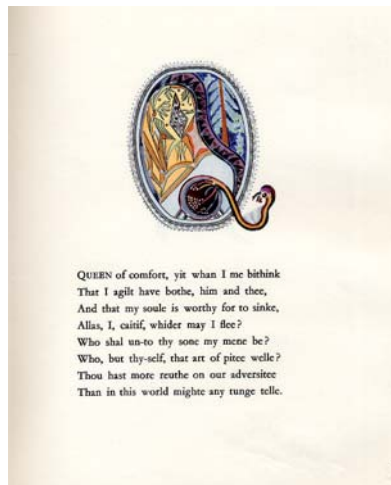 QUEEN of comfort, yit whan I me bithink
That I agilt have bothe, him and thee,
And that my soule is worthy for to sinke,
Allas, I, caitif, whider may I flee?
Who shal un-to thy sone my mene be?
Who, but thy-self, that art of pitee welle?
Thou hast more reuthe on our adversitee
Than in this world mighte any tunge telle.